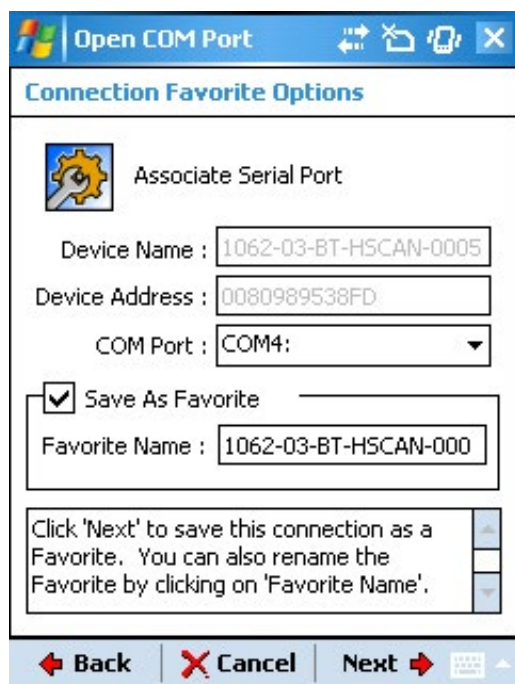 Open COM Port
Connection Favorite Options
Associate Serial Port
Device Name : 1062-03-BT-HSCAN-0005
Device Address : 0080989538FD
COM Port : COM4:
Save As Favorite
Favorite Name : 1062-03-BT-HSCAN-000
Click 'Next' to save this connection as a
Favorite. You can also rename the
Favorite by clicking on 'Favorite Name'.
Back Cancel Next